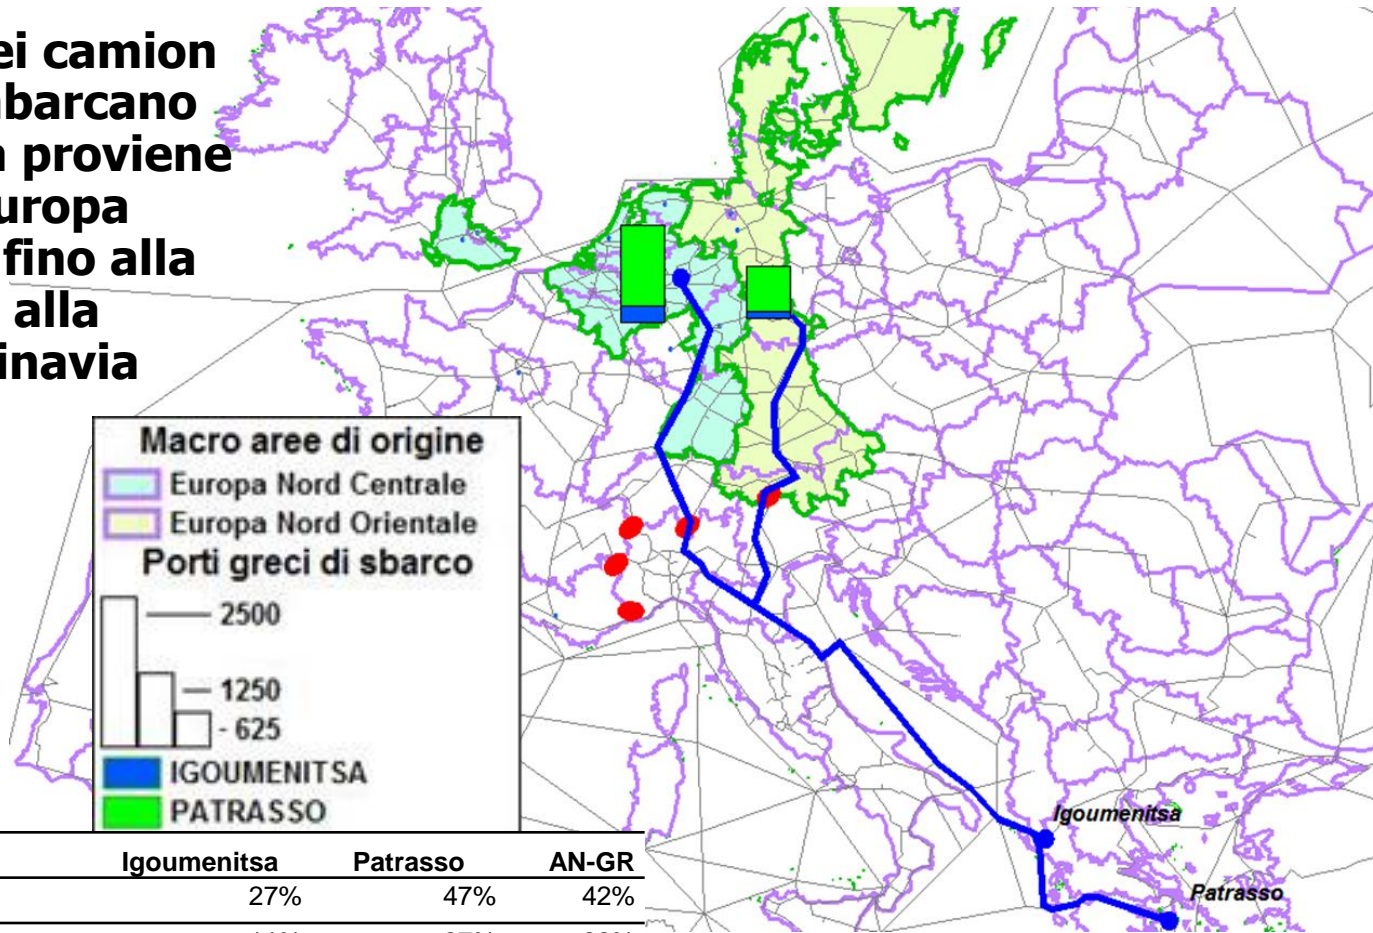 ei camion
barcano
proviene
uropa
fino alla
alla
inavia
Macro aree di origine
Europa Nord Centrale
Europa Nord Orientale
Porti greci di sbarco
2500
1250
625
IGOUMENITSA
PATRASSO
Igoumenitsa
Patrasso
Igoumenitsa Patrasso AN-GR
27% 47% 42%